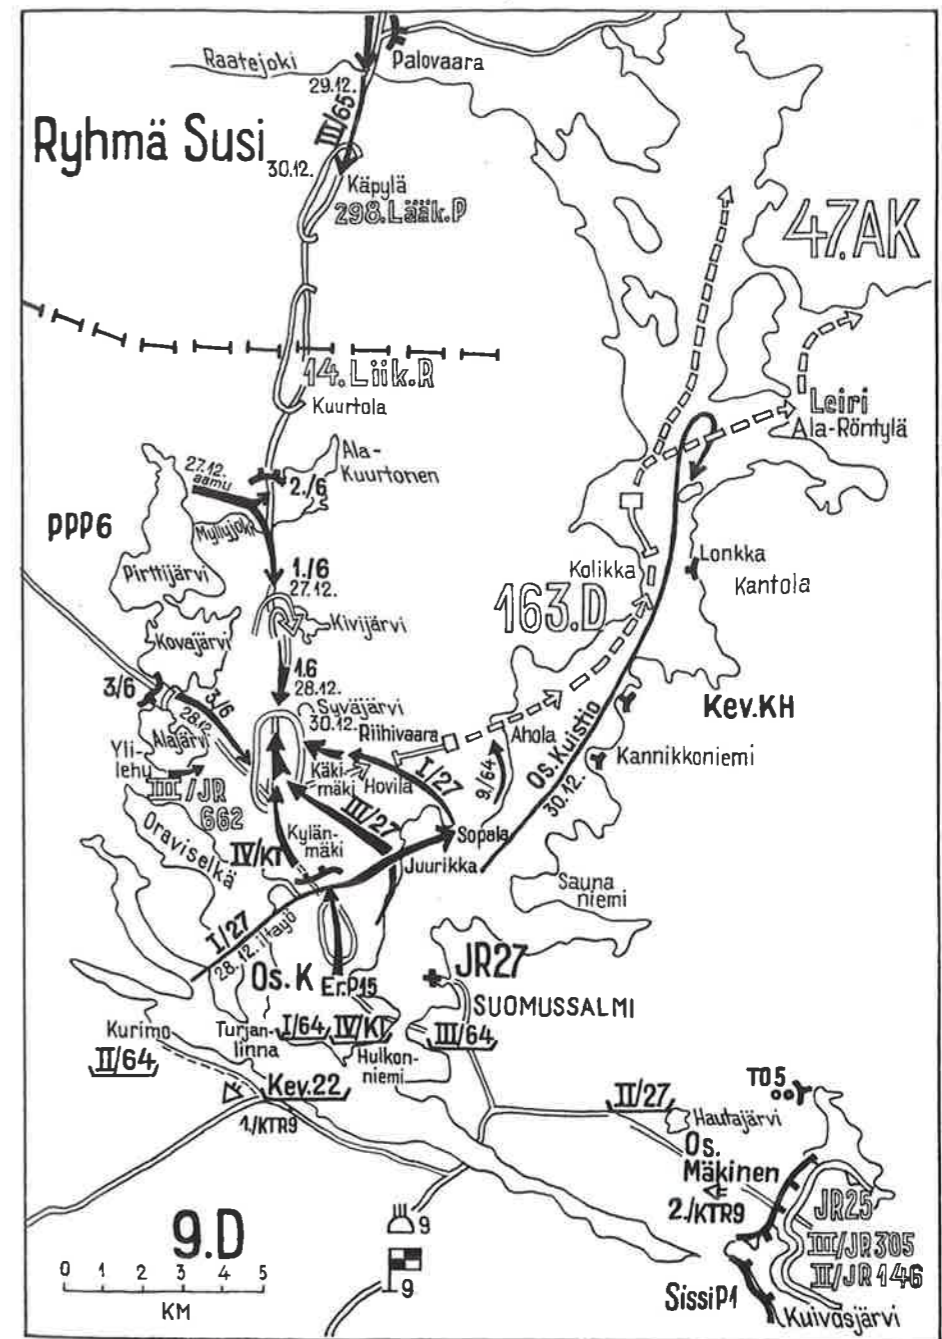 Raatejoki
Palovaara
29.12.
III/65
Ryhmä Susi
30.12.
Käpylä
298.Lääk.P
47.AK
14.Liik.R
Kuurtola
Leiri
Ala-Röntylä
Ala-
Kuurtonen
27.12.
aamu
2./6
PPP6
Myllyjoki
Pirttijärvi
1./6
27.12.
Kolikka
Lonkka
Kantola
163.D
Kivijärvi
Kovajärvi
1.6
28.12.
3/6
3/6
28.12.
Syväjärvi
30.12.
Riihivaara
Kev.KH
Alajärvi
Yli-
lehu
Ahola
Os.Kuistio
30.12.
Kannikkoniemi
III/JR
662
Käki-
mäki
Hovila
I/27
9./64
III/27
Oraviselkä
Kylän-
mäki
IV/KT
Sopala
Juurikka
Sauna
niemi
I/27
28.12. iltayö
Os.K
Er.P15
JR27
SUOMUSSALMI
Kurimo
II/64
Turjan-
linna
I/64
IV/KT
III/64
Hulkon-
niemi
Kev.22
1./KTR9
II/27
T05
Hautajärvi
Os.
Mäkinen
2./KTR9
JR25
III/JR305
II/JR146
9.D
9
9
0 1 2 3 4 5
KM
SissiP1
Kuivasjärvi